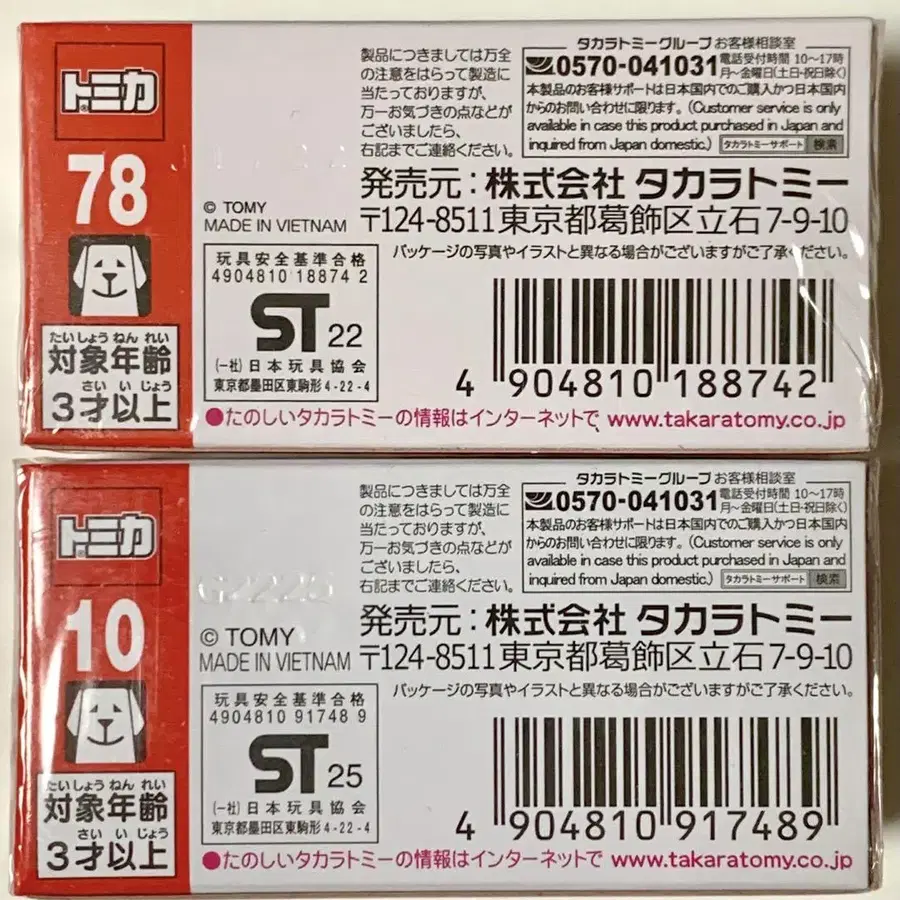 トミカ
78
たいしょうねんれい
対象年齢
さいいじょう
3才以上
製品につきましては万全
の注意をはらって製造に
当たっておりますが、
万一お気づきの点などが
ございましたら、
右記までご連絡ください。
タカラトミーグループ お客様相談室
0570-041031 電話受付時間 10〜17時
月〜金曜日(土日・祝日除く)
本製品のお客様サポートは日本国内でのご購入かつ日本国内
からのお問い合わせに限ります。(Customer service is only
available in case this product purchased in Japan and
inquired from Japan domestic.) タカラトミーサポート 検索
© TOMY
MADE IN VIETNAM
発売元：株式会社 タカラトミー
〒124-8511 東京都葛飾区立石7-9-10
パッケージの写真やイラストと異なる場合がございますがご了承ください。
玩具安全基準合格
4904810 18874 2
ST 22
(一社)日本玩具協会
東京都墨田区東駒形4-22-4
4 904810 188742
●たのしいタカラトミーの情報はインターネットで www.takaratomy.co.jp
トミカ
10
たいしょうねんれい
対象年齢
さいいじょう
3才以上
製品につきましては万全
の注意をはらって製造に
当たっておりますが、
万一お気づきの点などが
ございましたら、
右記までご連絡ください。
タカラトミーグループ お客様相談室
0570-041031 電話受付時間 10〜17時
月〜金曜日(土日・祝日除く)
本製品のお客様サポートは日本国内でのご購入かつ日本国内
からのお問い合わせに限ります。(Customer service is only
available in case this product purchased in Japan and
inquired from Japan domestic.) タカラトミーサポート 検索
© TOMY
MADE IN VIETNAM
発売元：株式会社 タカラトミー
〒124-8511 東京都葛飾区立石7-9-10
パッケージの写真やイラストと異なる場合がございますがご了承ください。
玩具安全基準合格
4904810 91748 9
ST 25
(一社)日本玩具協会
東京都墨田区東駒形4-22-4
4 904810 917489
●たのしいタカラトミーの情報はインターネットで www.takaratomy.co.jp